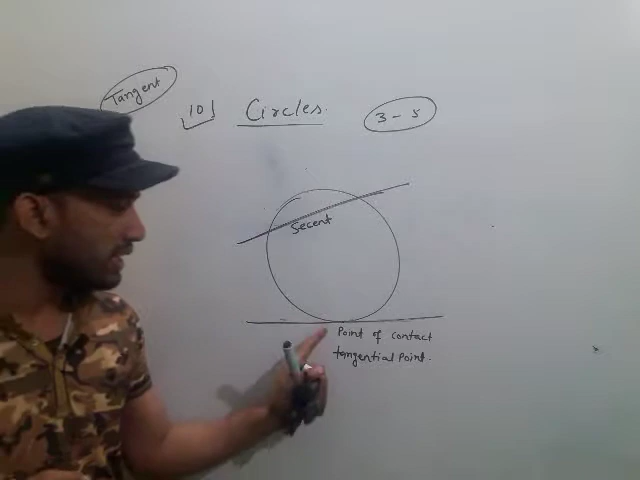 Tangent
10
Circles
3 - 5
Secent
Point of contact
tangential Point.